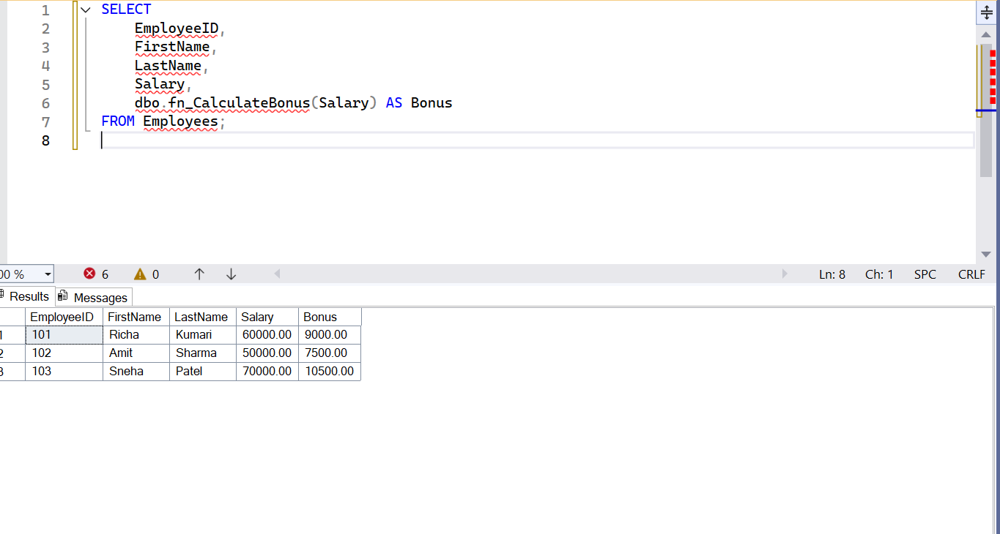 1 SELECT
2 EmployeeID,
3 FirstName,
4 LastName,
5 Salary,
6 dbo.fn_CalculateBonus(Salary) AS Bonus
7 FROM Employees;
8
00 % 6 0 Ln: 8 Ch: 1 SPC CRLF
Results Messages
EmployeeID FirstName LastName Salary Bonus
1 101 Richa Kumari 60000.00 9000.00
2 102 Amit Sharma 50000.00 7500.00
3 103 Sneha Patel 70000.00 10500.00